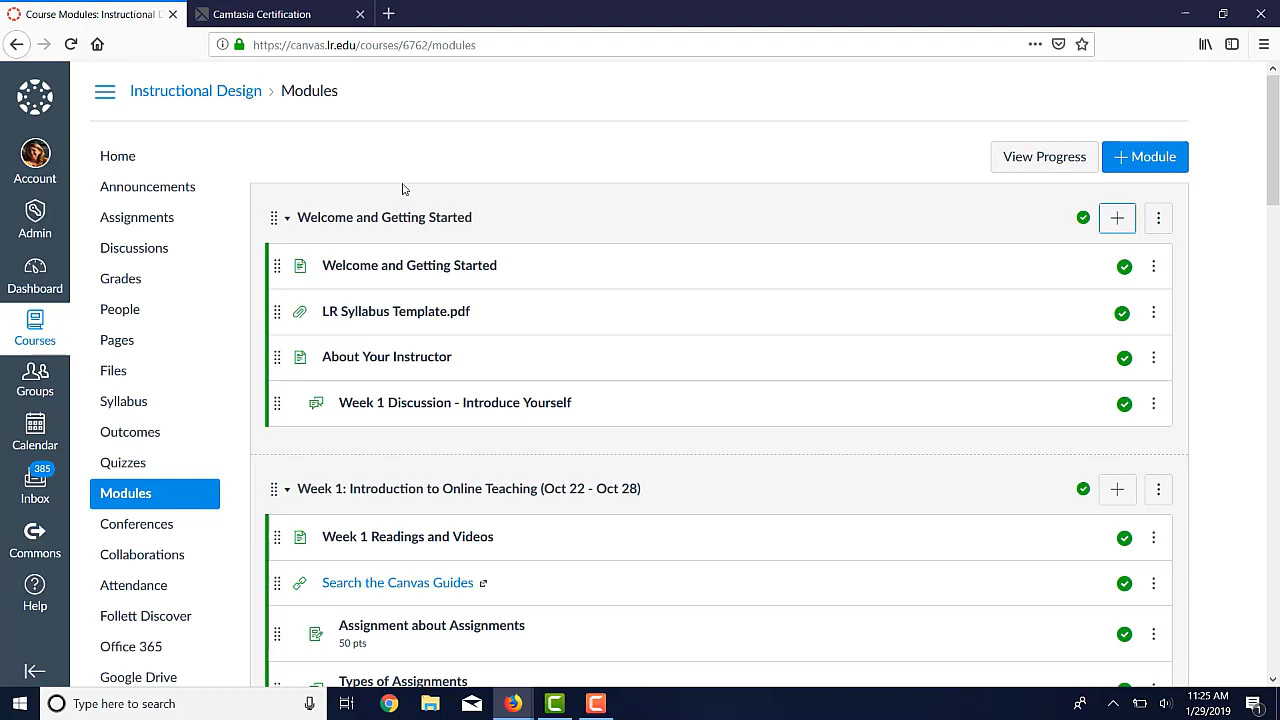 Course Modules: Instructional D
Camtasia Certification
https://canvas.lr.edu/courses/6762/modules
Instructional Design › Modules
Account
Admin
Dashboard
Courses
Groups
Calendar
385
Inbox
Commons
Help
Home
Announcements
Assignments
Discussions
Grades
People
Pages
Files
Syllabus
Outcomes
Quizzes
Modules
Conferences
Collaborations
Attendance
Follett Discover
Office 365
Google Drive
View Progress
+ Module
Welcome and Getting Started
Welcome and Getting Started
LR Syllabus Template.pdf
About Your Instructor
Week 1 Discussion - Introduce Yourself
Week 1: Introduction to Online Teaching (Oct 22 - Oct 28)
Week 1 Readings and Videos
Search the Canvas Guides
Assignment about Assignments
50 pts
Types of Assignments
Type here to search
11:25 AM
1/29/2019
1